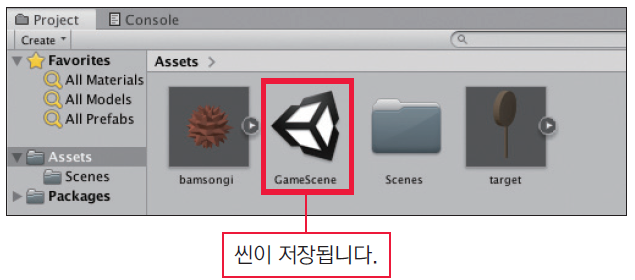 Project
Console
Create
Favorites
All Materials
All Models
All Prefabs
Assets
Scenes
Packages
Assets >
bamsongi
GameScene
Scenes
target
씬이 저장됩니다.